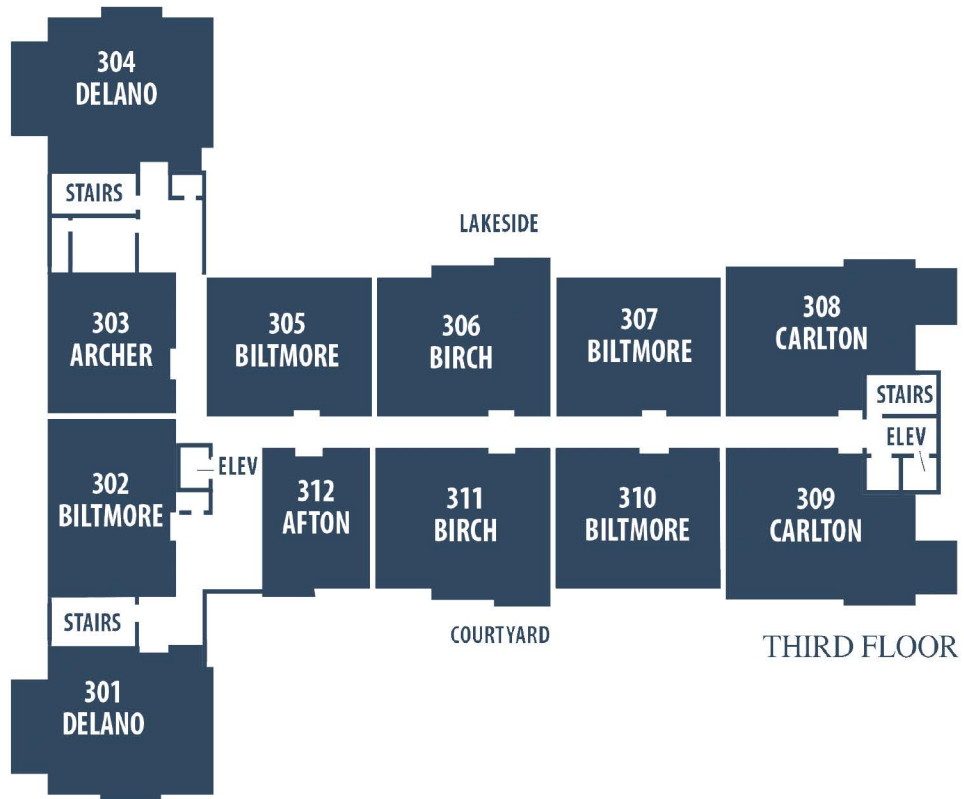 304
DELANO
STAIRS
LAKESIDE
303
ARCHER
305
BILTMORE
306
BIRCH
307
BILTMORE
308
CARLTON
STAIRS
ELEV
302
BILTMORE
ELEV
312
AFTON
311
BIRCH
310
BILTMORE
309
CARLTON
STAIRS
COURTYARD
THIRD FLOOR
301
DELANO